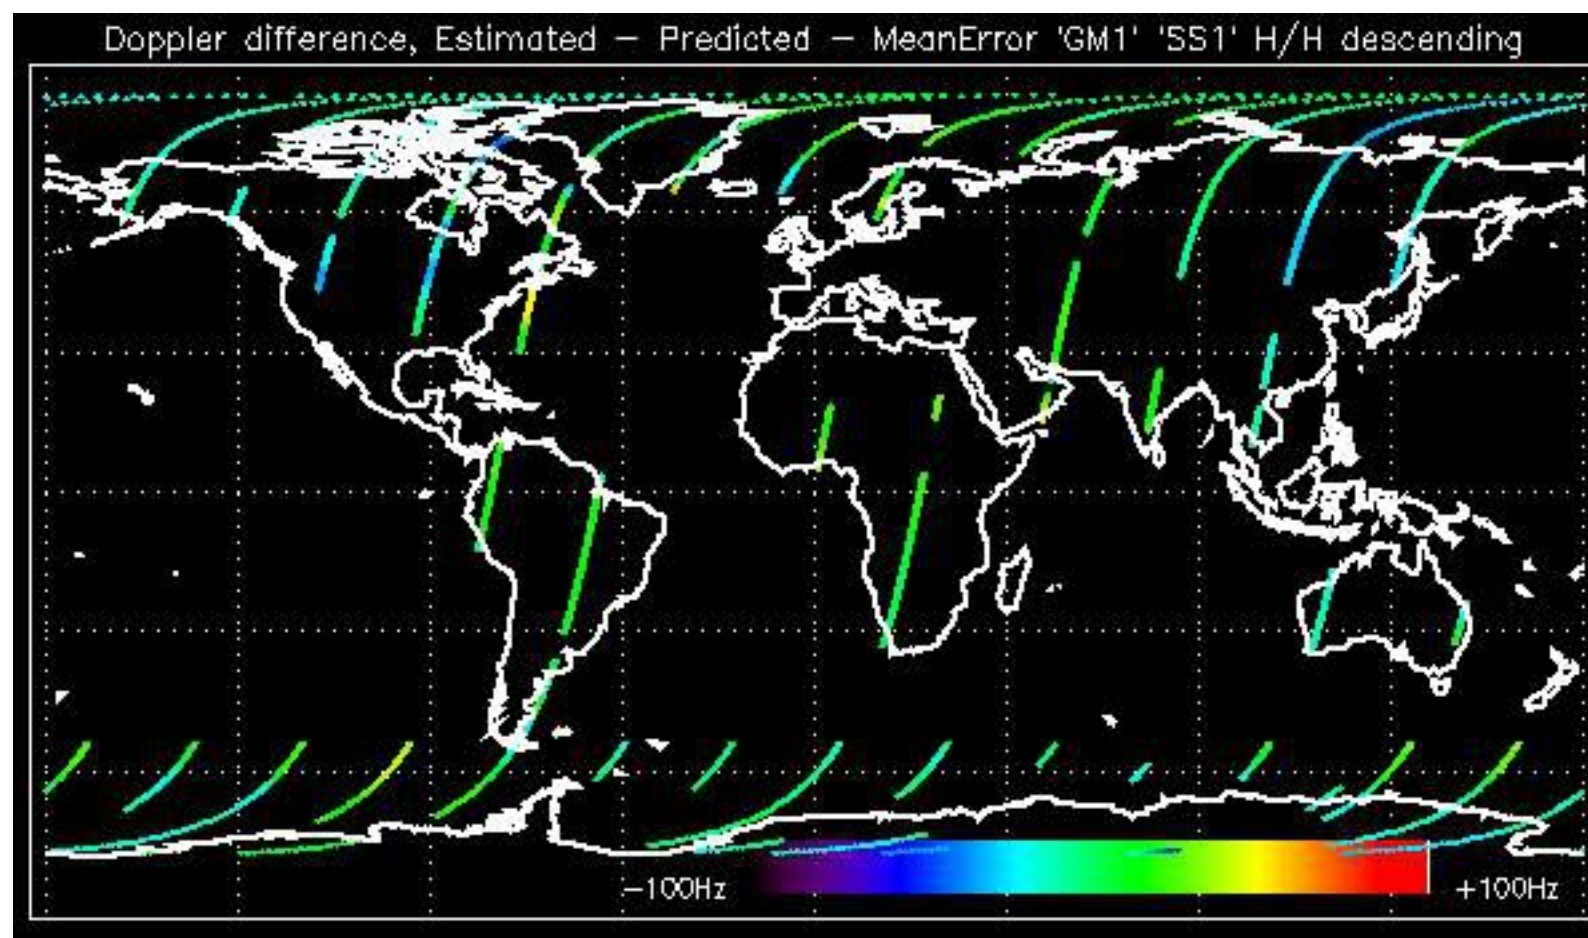 Doppler difference, Estimated – Predicted – MeanError 'GM1' 'SS1' H/H descending
−100Hz +100Hz